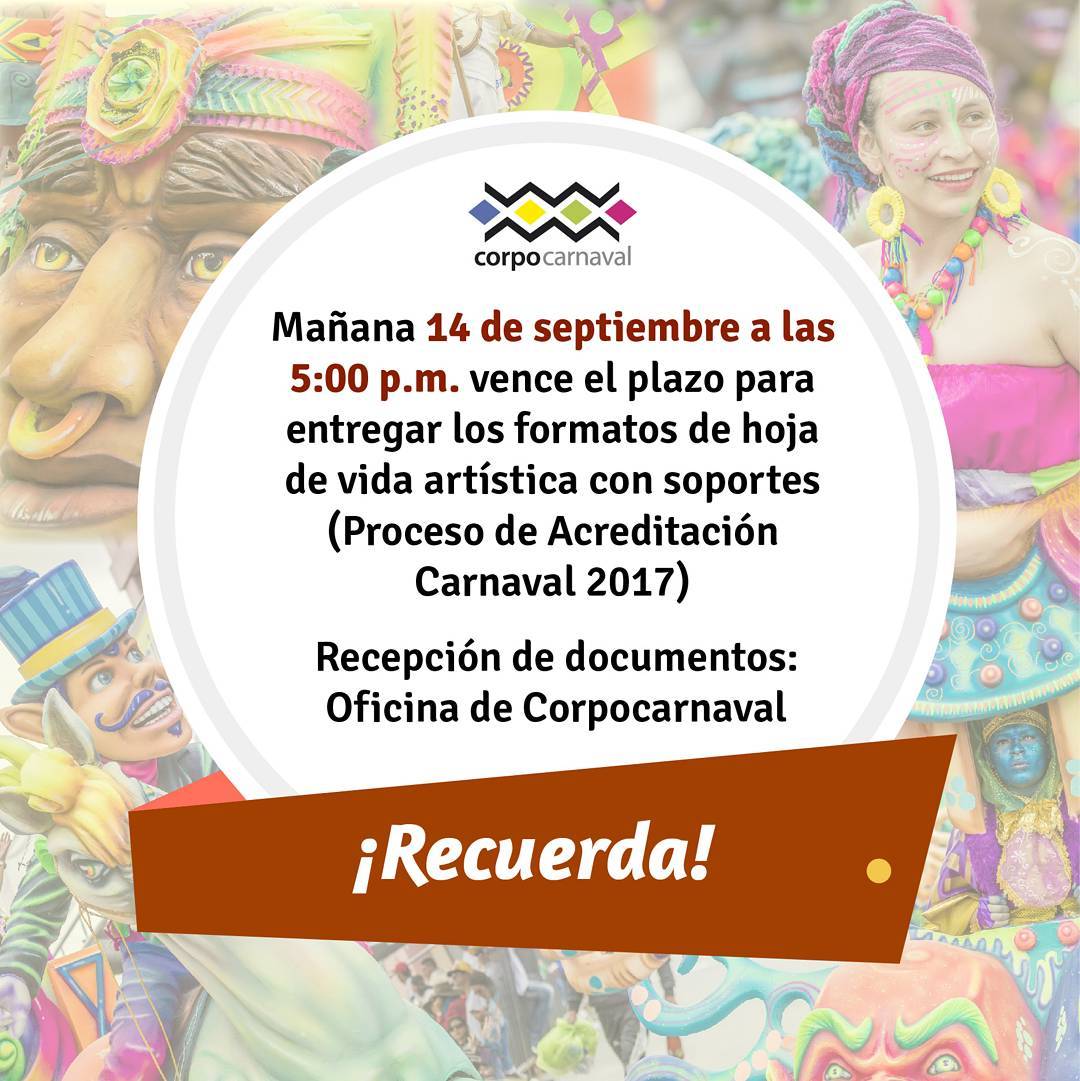 corpocarnaval
Mañana 14 de septiembre a las
5:00 p.m. vence el plazo para
entregar los formatos de hoja
de vida artística con soportes
(Proceso de Acreditación
Carnaval 2017)
Recepción de documentos:
Oficina de Corpocarnaval
¡Recuerda!